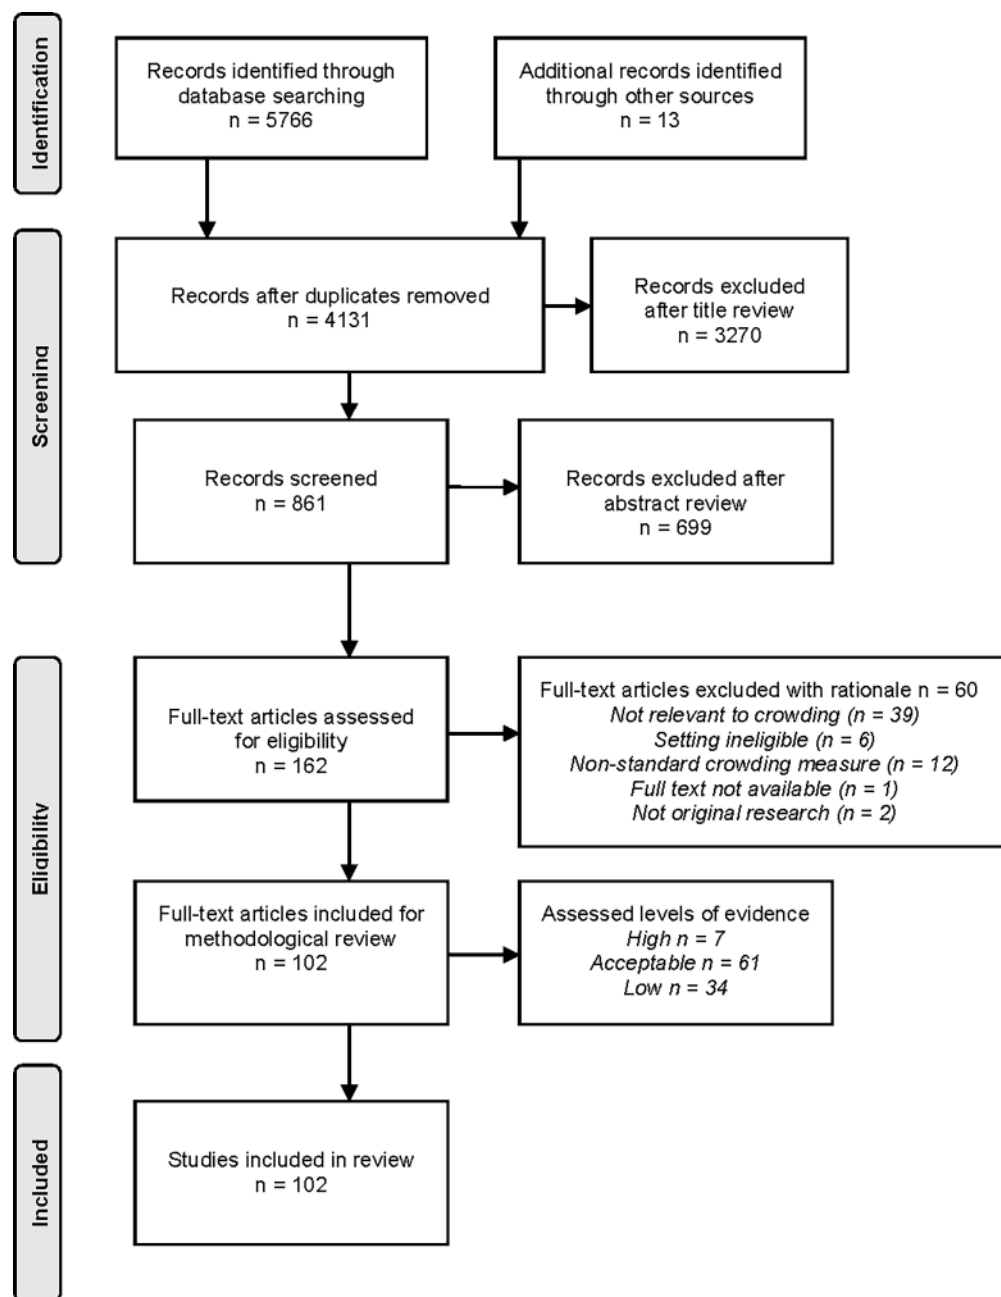 Identification
Records identified through
database searching
n = 5766
Additional records identified
through other sources
n = 13
Screening
Records after duplicates removed
n = 4131
Records excluded
after title review
n = 3270
Records screened
n = 861
Records excluded after
abstract review
n = 699
Eligibility
Full-text articles assessed
for eligibility
n = 162
Full-text articles excluded with rationale n = 60
Not relevant to crowding (n = 39)
Setting ineligible (n = 6)
Non-standard crowding measure (n = 12)
Full text not available (n = 1)
Not original research (n = 2)
Full-text articles included for
methodological review
n = 102
Assessed levels of evidence
High n = 7
Acceptable n = 61
Low n = 34
Included
Studies included in review
n = 102